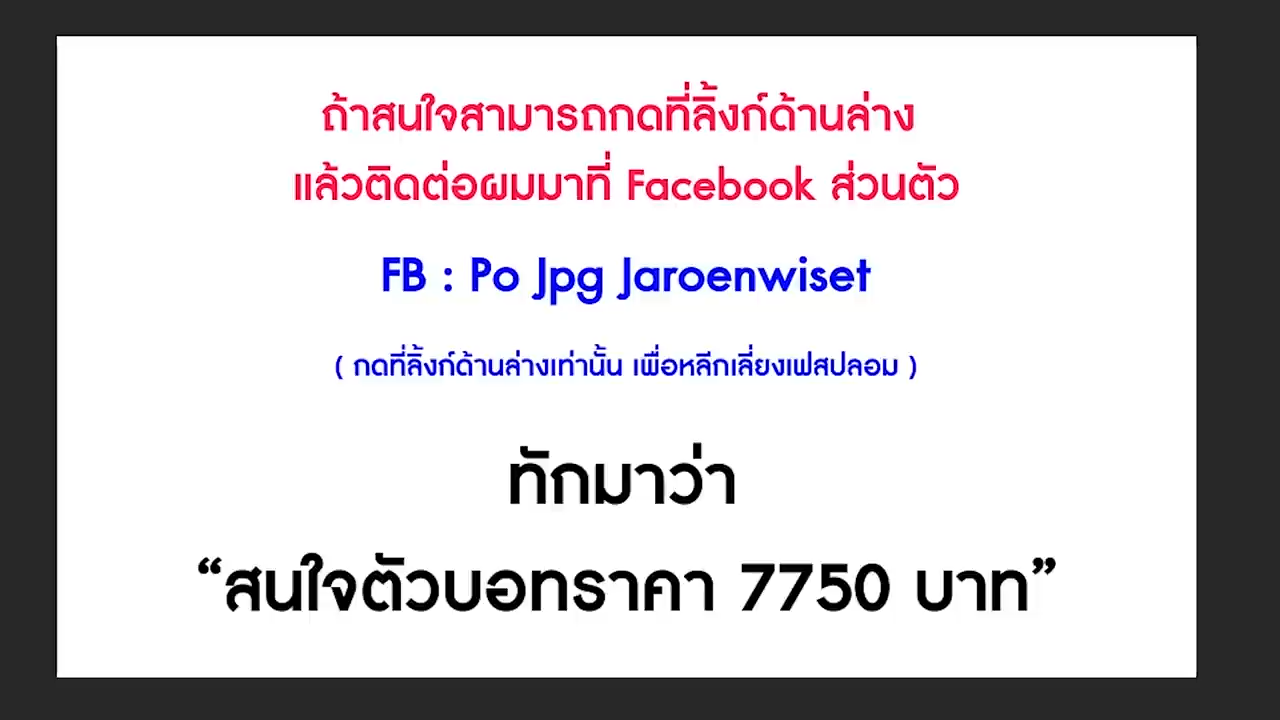 ถ้าสนใจสามารถกดที่ลิ้งก์ด้านล่าง
แล้วติดต่อผมมาที่ Facebook ส่วนตัว
FB : Po Jpg Jaroenwiset
( กดที่ลิ้งก์ด้านล่างเท่านั้น เพื่อหลีกเลี่ยงเฟสปลอม )
ทักมาว่า
“สนใจตัวบอทราคา 7750 บาท”